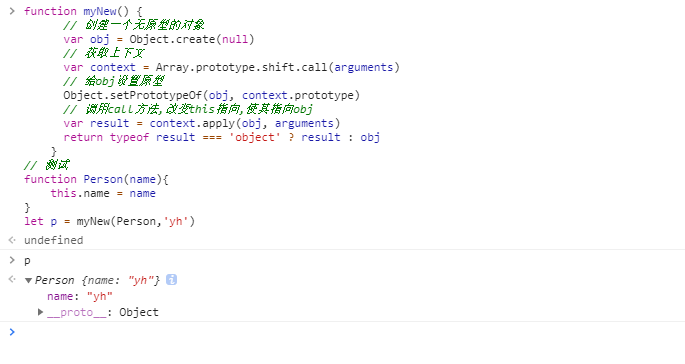 function myNew() {
// 创建一个无原型的对象
var obj = Object.create(null)
// 获取上下文
var context = Array.prototype.shift.call(arguments)
// 给obj设置原型
Object.setPrototypeOf(obj, context.prototype)
// 调用call方法,改变this指向,使其指向obj
var result = context.apply(obj, arguments)
return typeof result === 'object' ? result : obj
}
// 测试
function Person(name){
this.name = name
}
let p = myNew(Person,'yh')
undefined
p
Person {name: "yh"}
name: "yh"
__proto__: Object